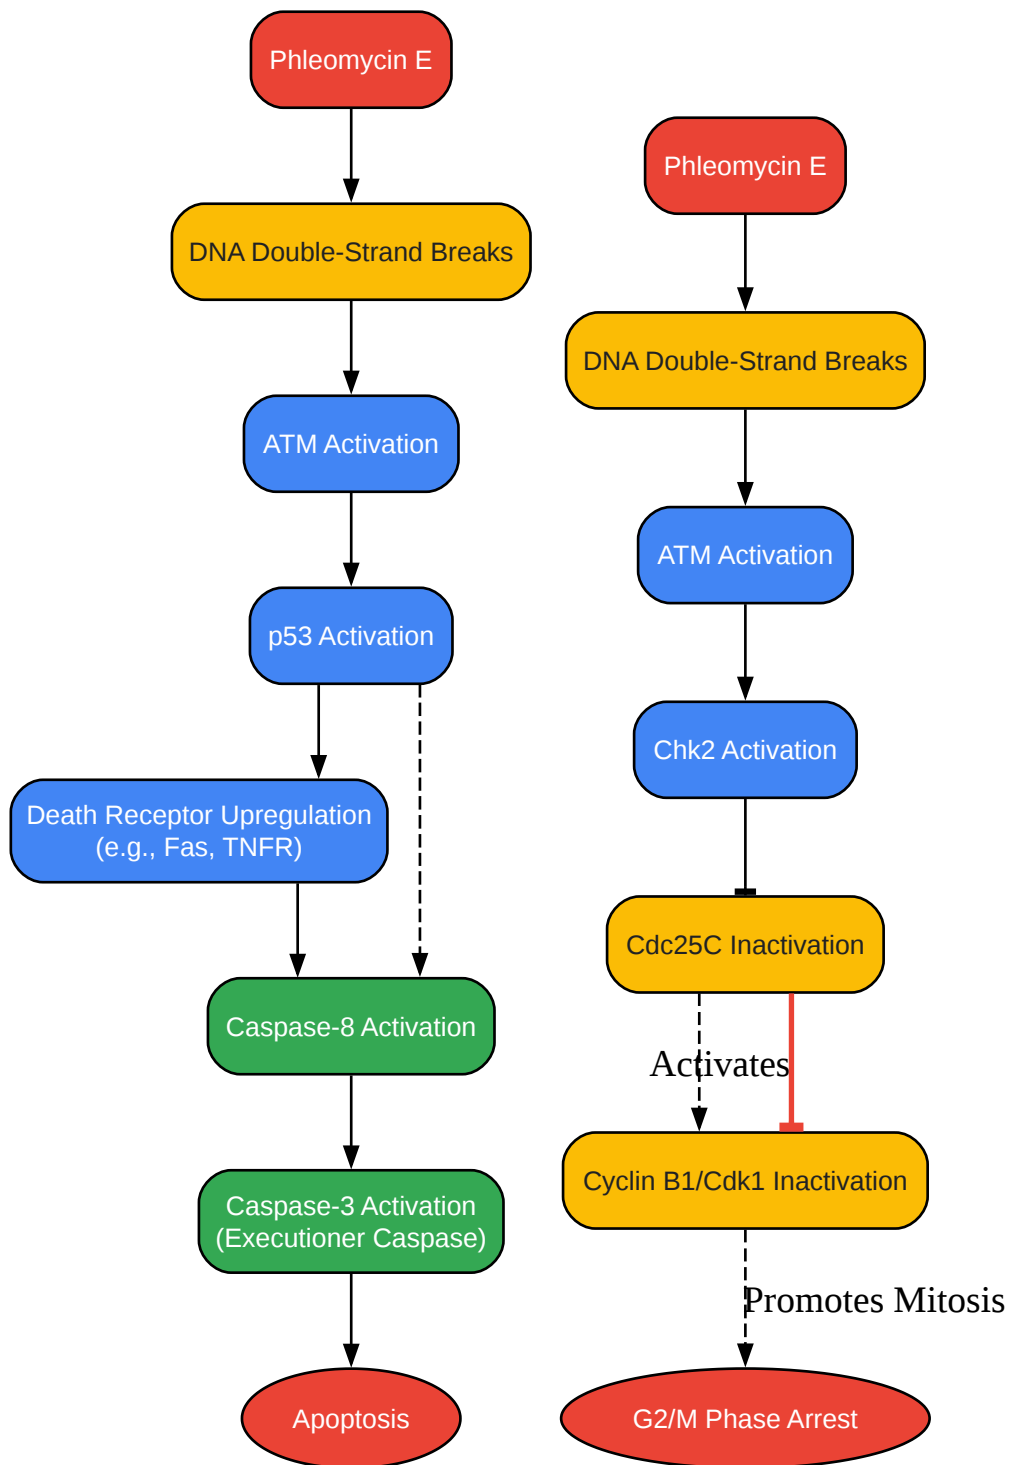 Phleomycin E
DNA Double-Strand Breaks
ATM Activation
p53 Activation
Death Receptor Upregulation
(e.g., Fas, TNFR)
Caspase-8 Activation
Caspase-3 Activation
(Executioner Caspase)
Apoptosis
Phleomycin E
DNA Double-Strand Breaks
ATM Activation
Chk2 Activation
Cdc25C Inactivation
Activates
Cyclin B1/Cdk1 Inactivation
Promotes Mitosis
G2/M Phase Arrest